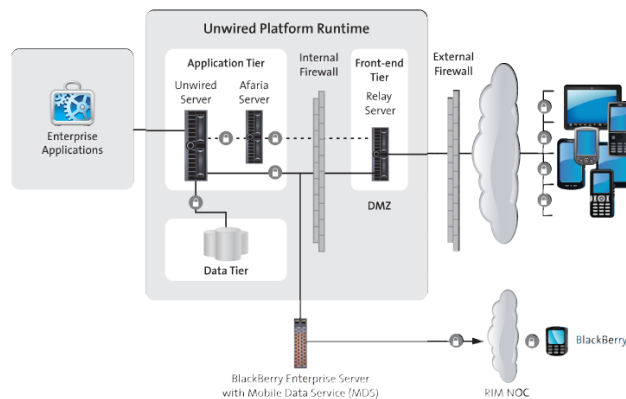 Unwired Platform Runtime
Application Tier
Unwired
Server
Afaria
Server
Internal
Firewall
Front-end
Tier
Relay
Server
External
Firewall
Enterprise
Applications
DMZ
Data Tier
BlackBerry
BlackBerry Enterprise Server
with Mobile Data Service (MDS)
RIM NOC